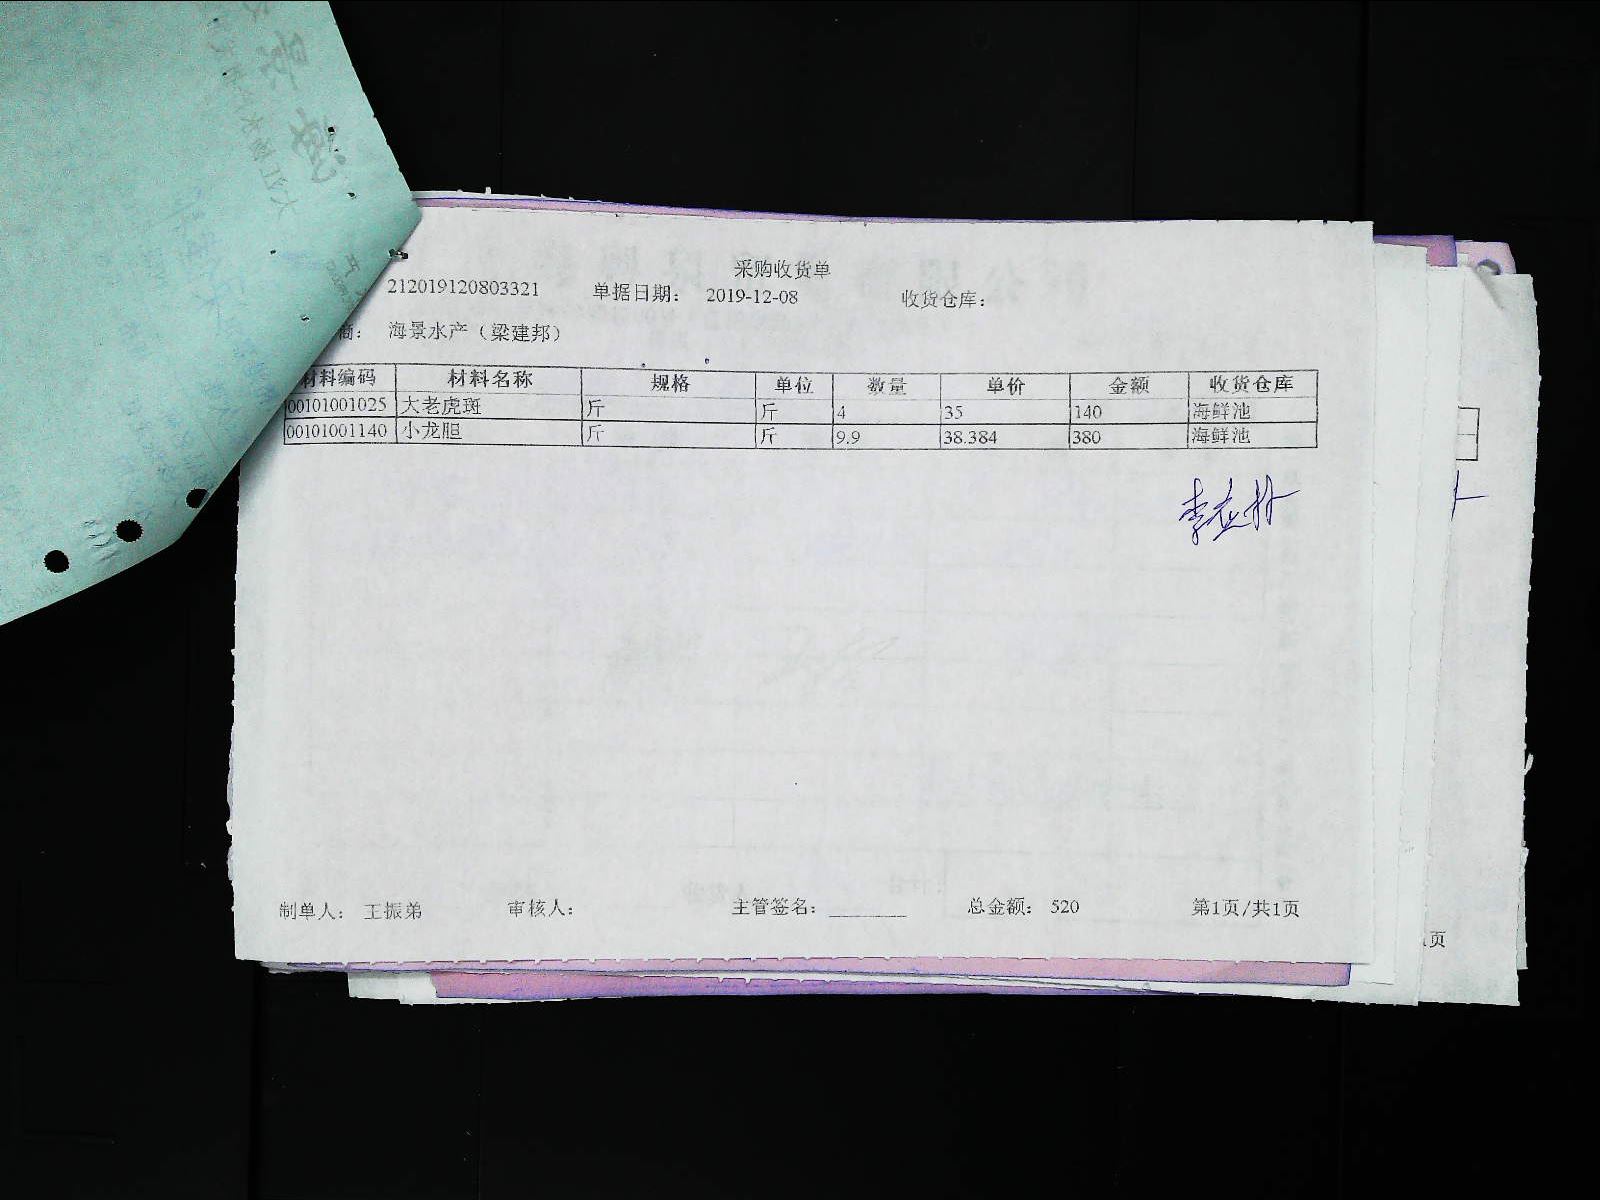 采购收货单
212019120803321 单据日期: 2019-12-08 收货仓库:
商: 海景水产(梁建邦)
材料编码 材料名称 规格 单位 数量 单价 金额 收货仓库
00101001025 大老虎斑 斤 斤 4 35 140 海鲜池
00101001140 小龙胆 斤 斤 9.9 38.384 380 海鲜池
制单人: 王振弟 审核人: 主管签名: 总金额: 520 第1页/共1页
页